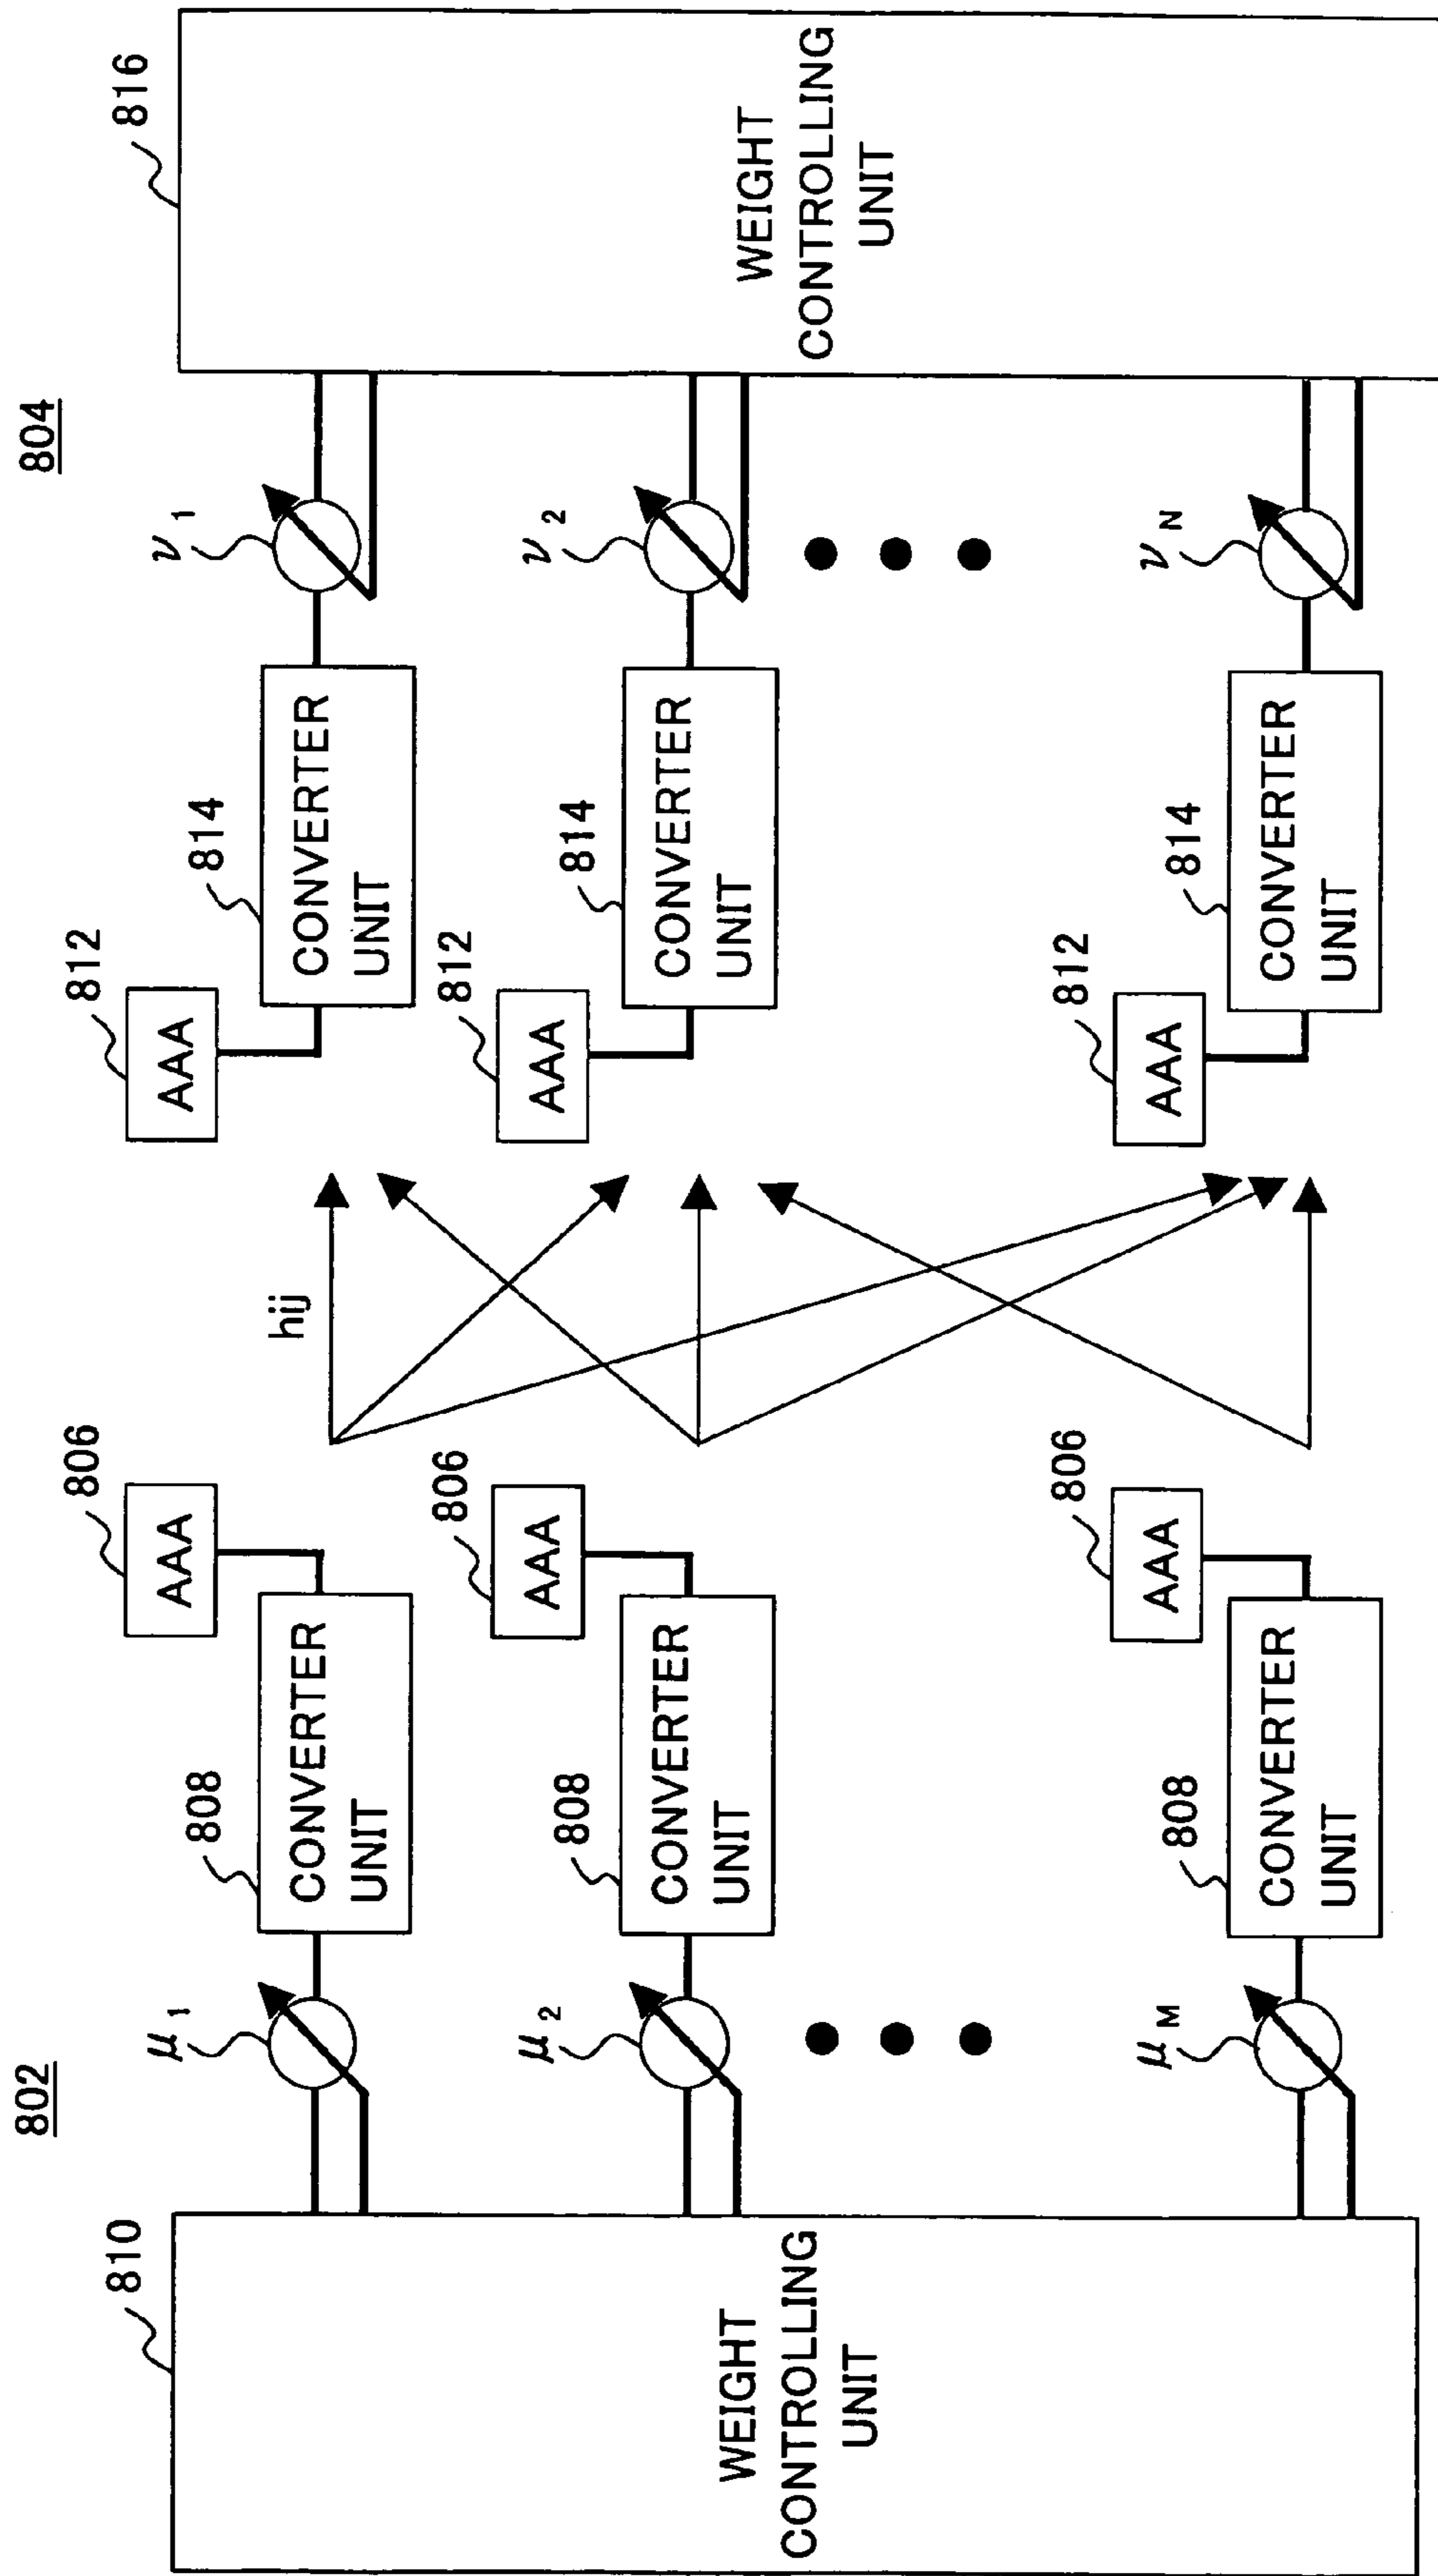 802
804
810
WEIGHT
CONTROLLING
UNIT
μ1
808
CONVERTER
UNIT
806
AAA
hij
812
AAA
814
CONVERTER
UNIT
ν1
816
WEIGHT
CONTROLLING
UNIT
μ2
808
CONVERTER
UNIT
806
AAA
812
AAA
814
CONVERTER
UNIT
ν2
μM
808
CONVERTER
UNIT
806
AAA
812
AAA
814
CONVERTER
UNIT
νN